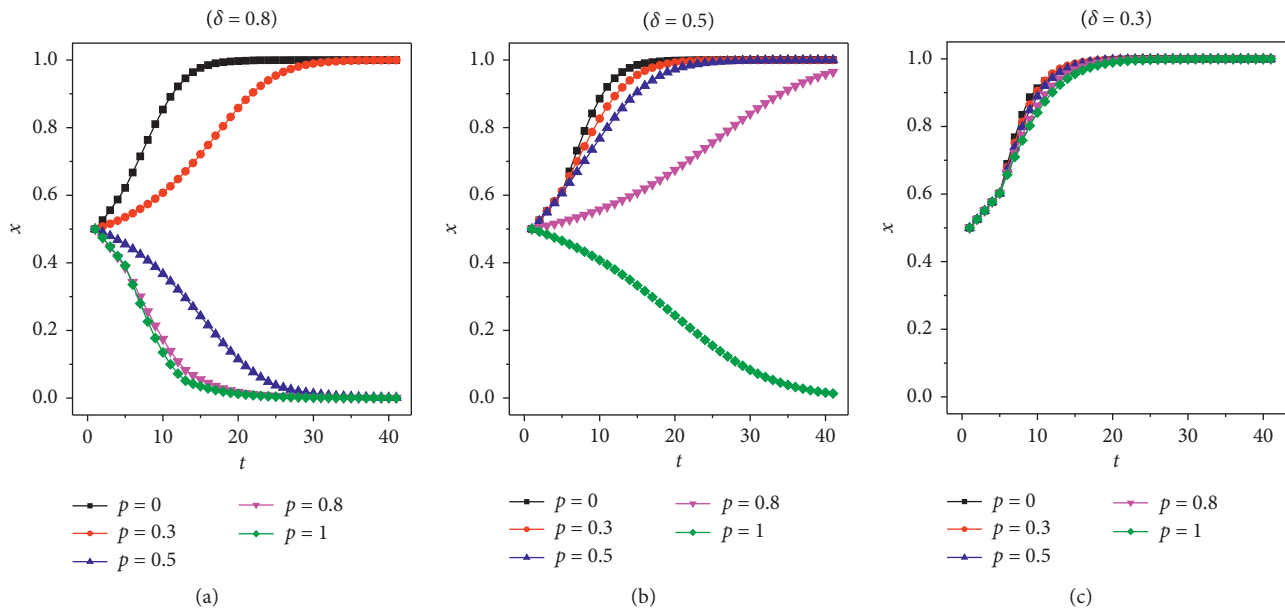 (δ = 0.8)
1.0
0.8
0.6
0.4
0.2
0.0
x
0 10 20 30 40
t
p = 0
p = 0.3
p = 0.5
p = 0.8
p = 1
(a)
(δ = 0.5)
1.0
0.8
0.6
0.4
0.2
0.0
x
0 10 20 30 40
t
p = 0
p = 0.3
p = 0.5
p = 0.8
p = 1
(b)
(δ = 0.3)
1.0
0.8
0.6
0.4
0.2
0.0
x
0 10 20 30 40
t
p = 0
p = 0.3
p = 0.5
p = 0.8
p = 1
(c)